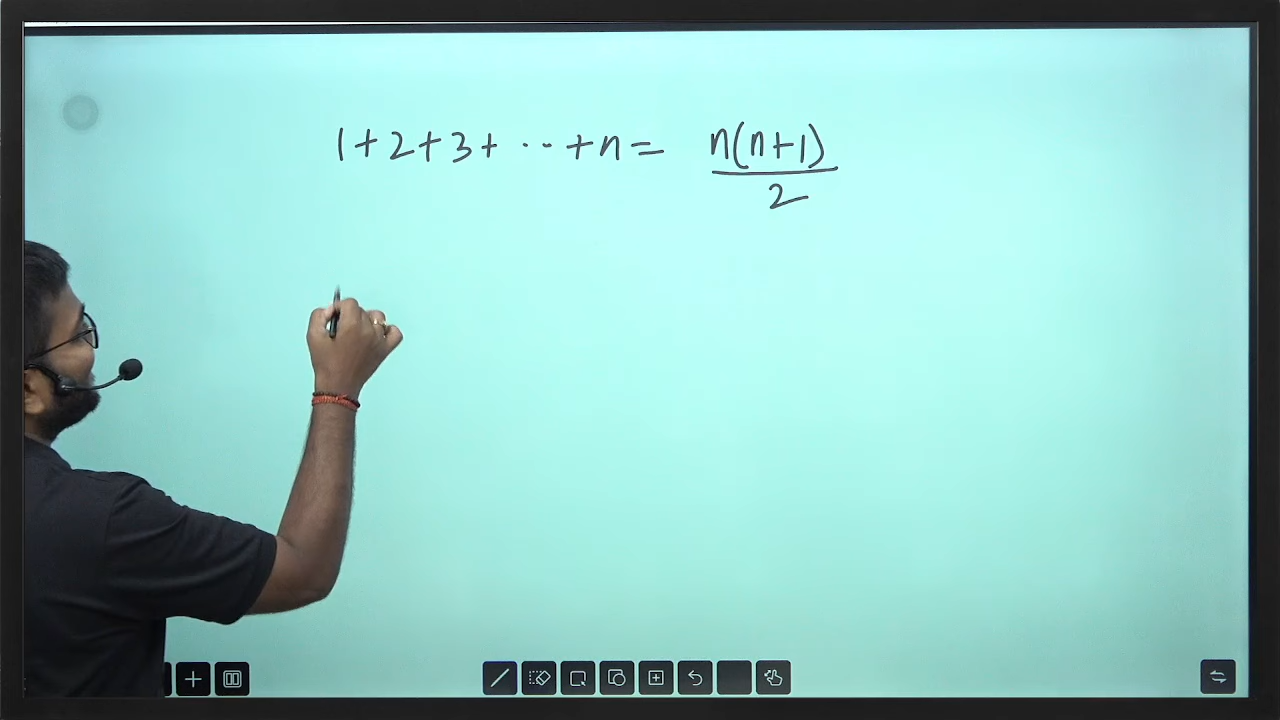 1+2+3+ ··· +n = n(n+1)/2